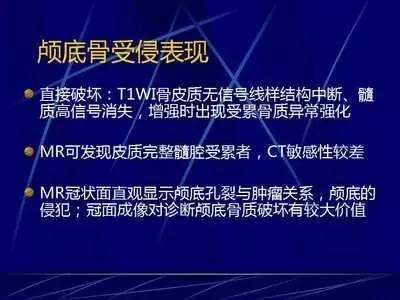 颅底骨受侵表现
直接破坏：T1WI骨皮质无信号线样结构中断、髓
质高信号消失，增强时出现受累骨质异常强化
MR可发现皮质完整髓腔受累者，CT敏感性较差
MR冠状面直观显示颅底孔裂与肿瘤关系，颅底的
侵犯；冠面成像对诊断颅底骨质破坏有较大价值